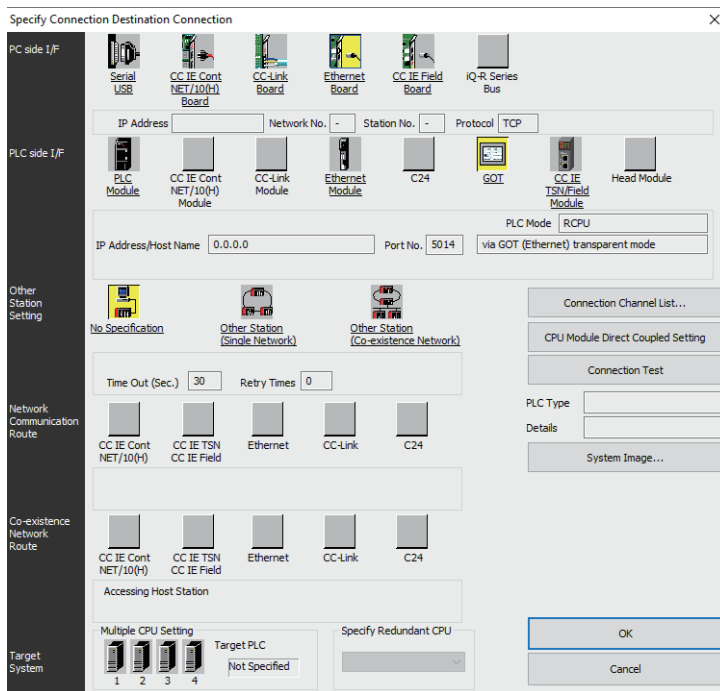 Specify Connection Destination Connection
PC side I/F
Serial
USB
CC IE Cont
NET/10(H)
Board
CC-Link
Board
Ethernet
Board
CC IE Field
Board
iQ-R Series
Bus
IP Address
Network No. -
Station No. -
Protocol TCP
PLC side I/F
PLC
Module
CC IE Cont
NET/10(H)
Module
CC-Link
Module
Ethernet
Module
C24
GOT
CC IE
TSN/Field
Module
Head Module
PLC Mode RCPU
IP Address/Host Name 0.0.0.0
Port No. 5014
via GOT (Ethernet) transparent mode
Other
Station
Setting
No Specification
Other Station
(Single Network)
Other Station
(Co-existence Network)
Connection Channel List...
CPU Module Direct Coupled Setting
Connection Test
Time Out (Sec.) 30
Retry Times 0
PLC Type
Details
System Image...
Network
Communication
Route
CC IE Cont
NET/10(H)
CC IE TSN
CC IE Field
Ethernet
CC-Link
C24
Co-existence
Network
Route
CC IE Cont
NET/10(H)
CC IE TSN
CC IE Field
Ethernet
CC-Link
C24
Accessing Host Station
Target
System
Multiple CPU Setting
1 2 3 4
Target PLC
Not Specified
Specify Redundant CPU
OK
Cancel